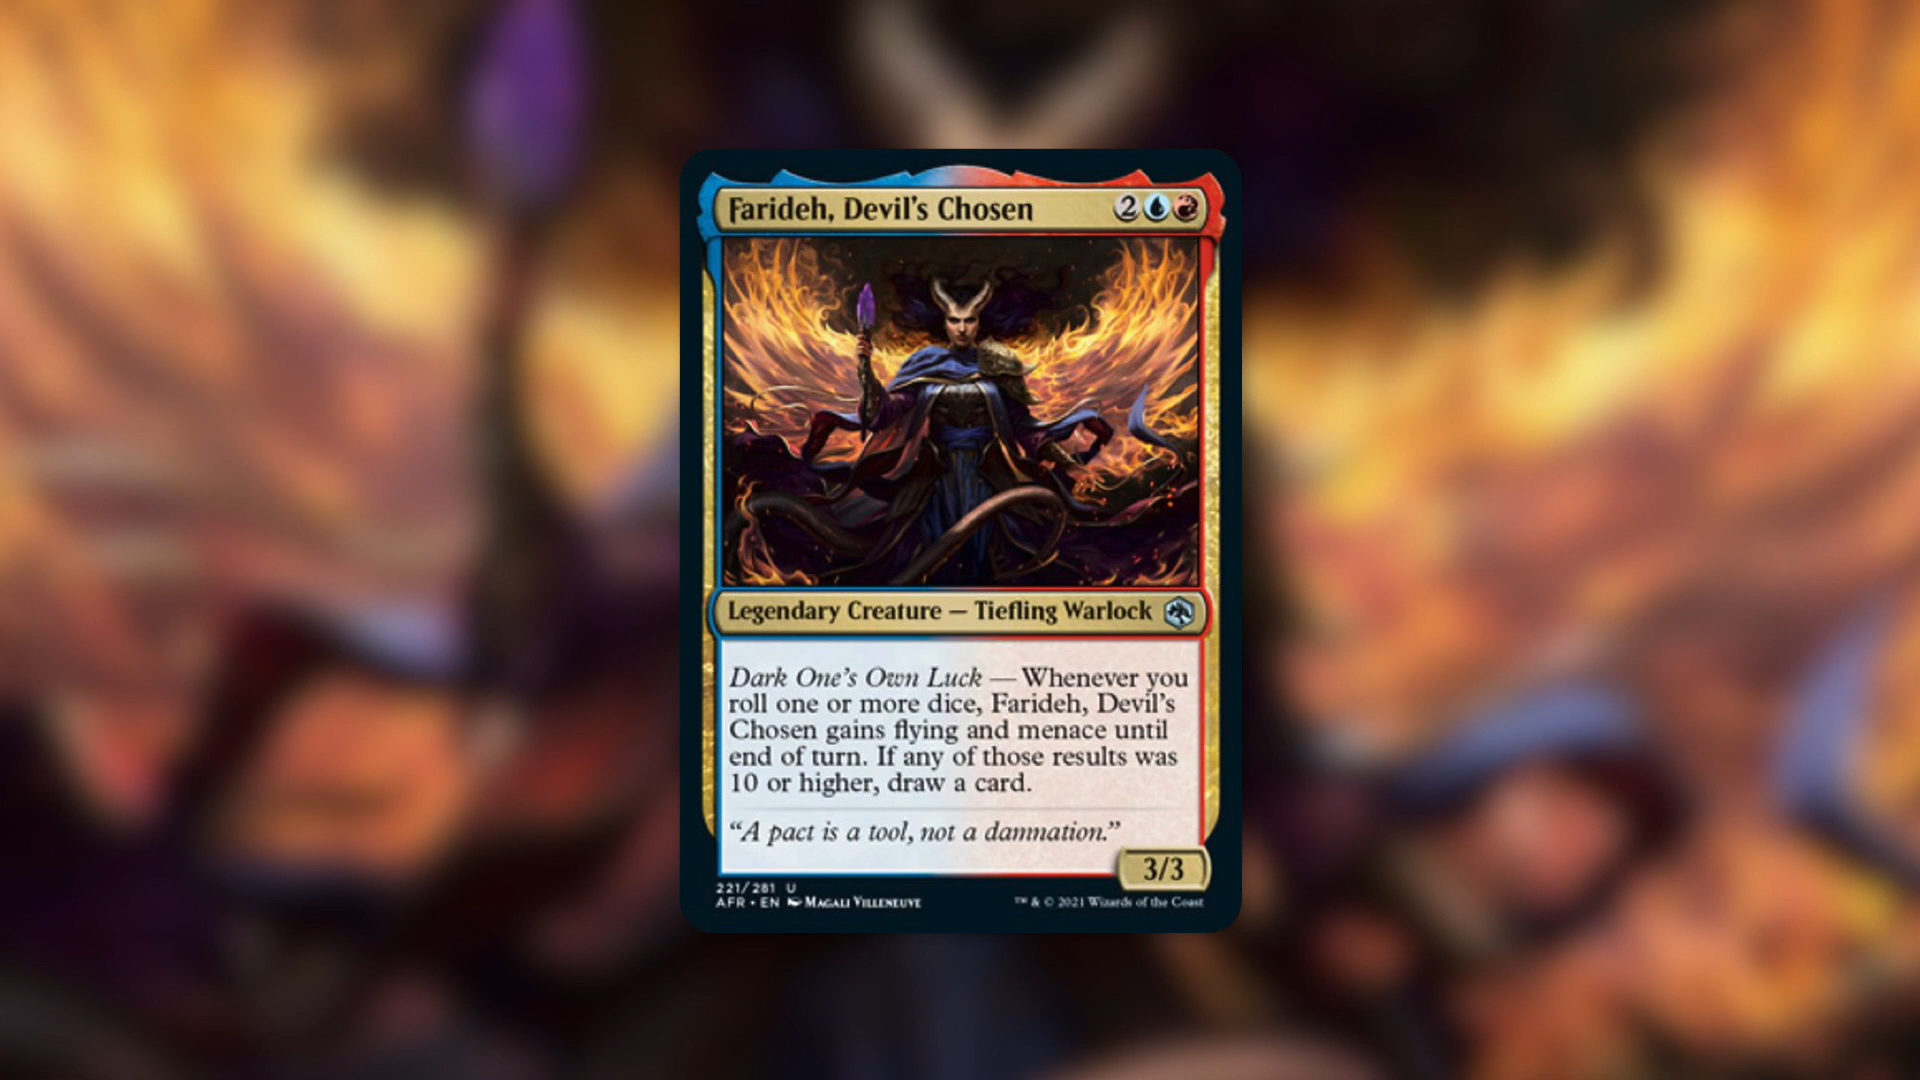 Farideh, Devil's Chosen 2
Legendary Creature — Tiefling Warlock
Dark One's Own Luck — Whenever you
roll one or more dice, Farideh, Devil's
Chosen gains flying and menace until
end of turn. If any of those results was
10 or higher, draw a card.
"A pact is a tool, not a damnation."
3/3
221/281 U
AFR • EN Magali Villeneuve ™ & © 2021 Wizards of the Coast